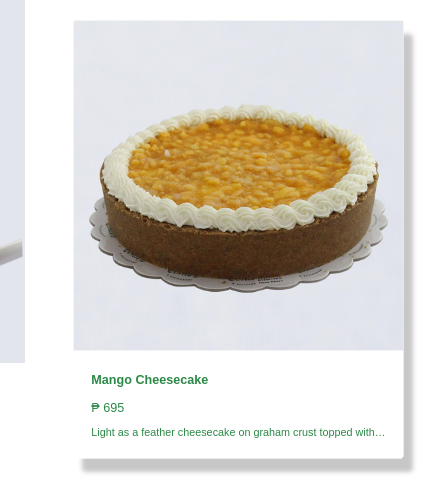 Mango Cheesecake
₱ 695
Light as a feather cheesecake on graham crust topped with…